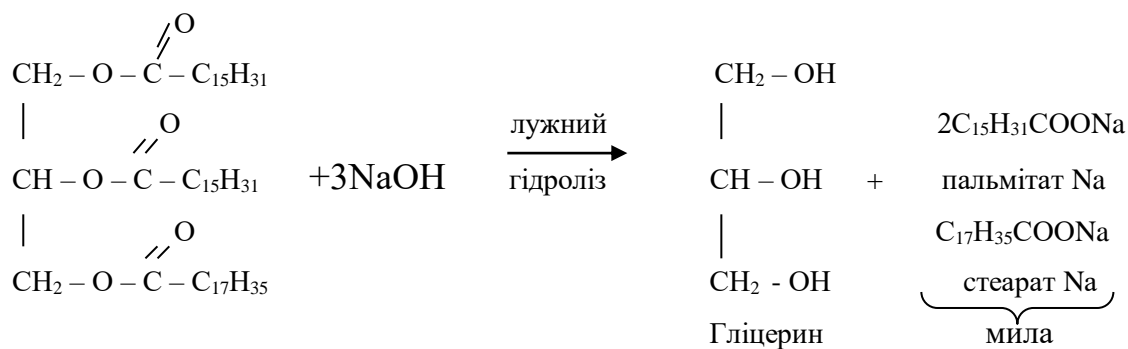 O
CH₂ – O – C – C₁₅H₃₁ CH₂ – OH
O лужний 2C₁₅H₃₁COONa
CH – O – C – C₁₅H₃₁ +3NaOH гідроліз CH – OH + пальмітат Na
O C₁₇H₃₅COONa
CH₂ – O – C – C₁₇H₃₅ CH₂ - OH стеарат Na
Гліцерин мила